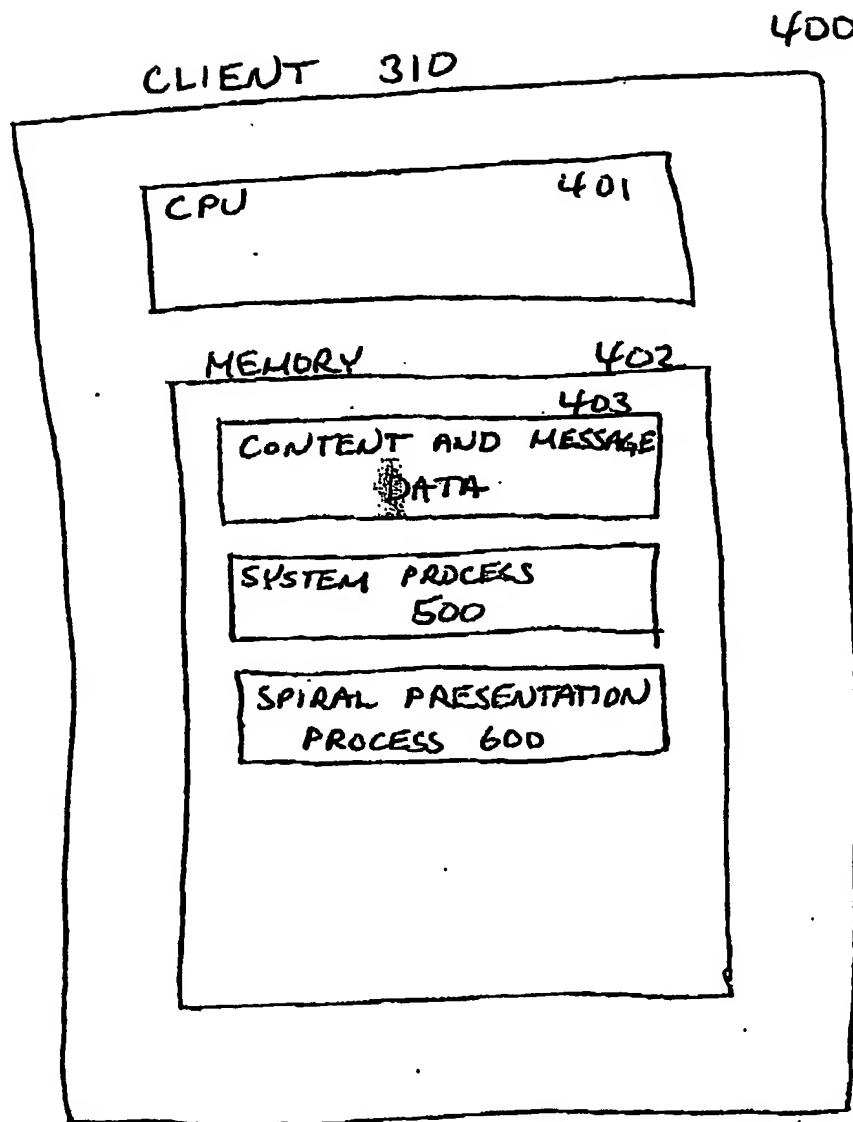 400
CLIENT 310
CPU 401
MEMORY 402
403
CONTENT AND MESSAGE
DATA
SYSTEM PROCESS
500
SPIRAL PRESENTATION
PROCESS 600